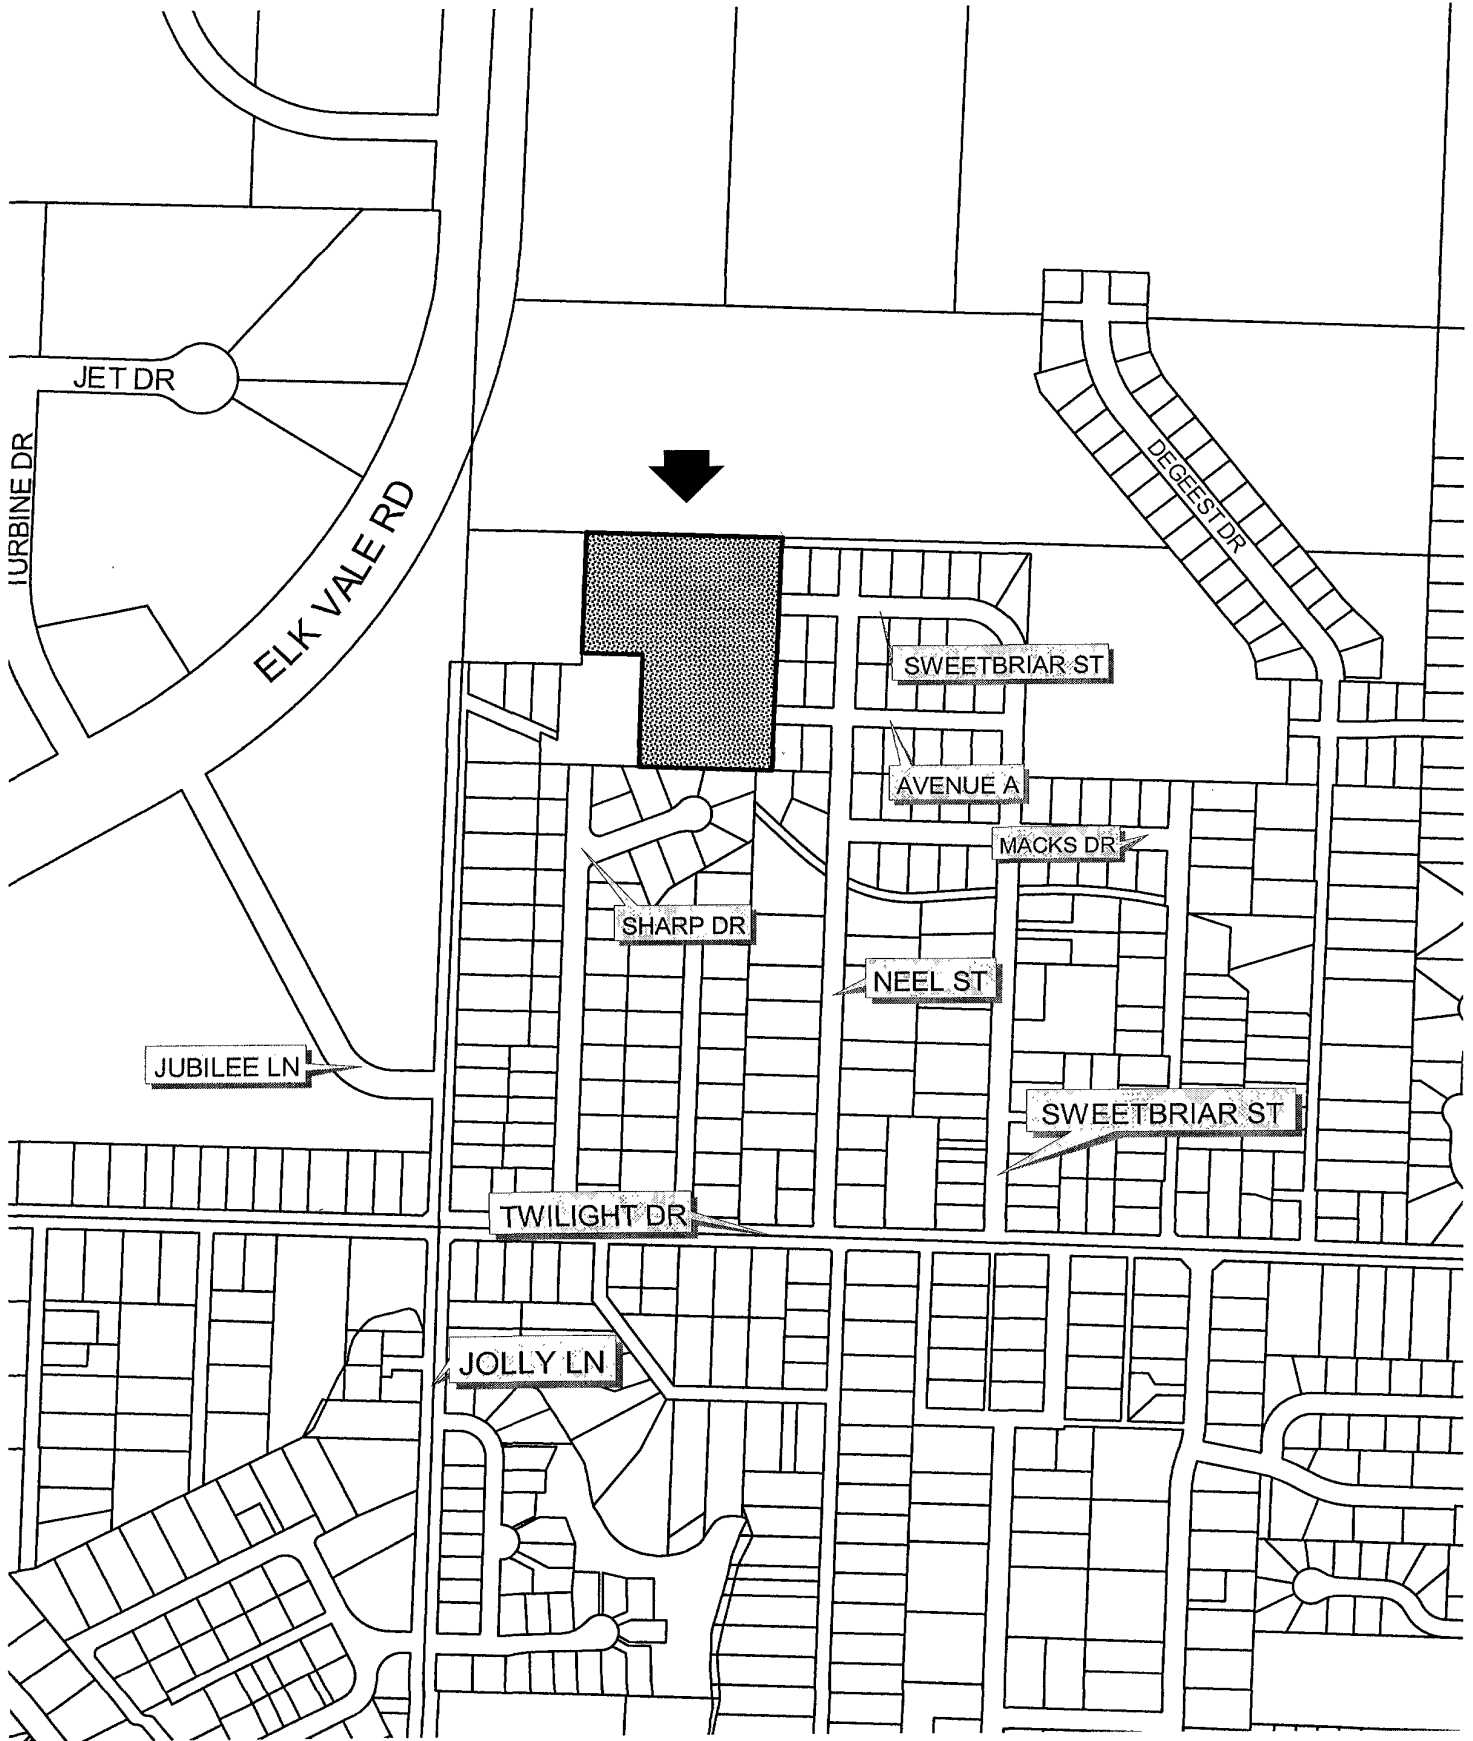 JET DR
TURBINE DR
ELK VALE RD
DEGEEST DR
SWEETBRIAR ST
AVENUE A
MACKS DR
SHARP DR
NEEL ST
JUBILEE LN
SWEETBRIAR ST
TWILIGHT DR
JOLLY LN